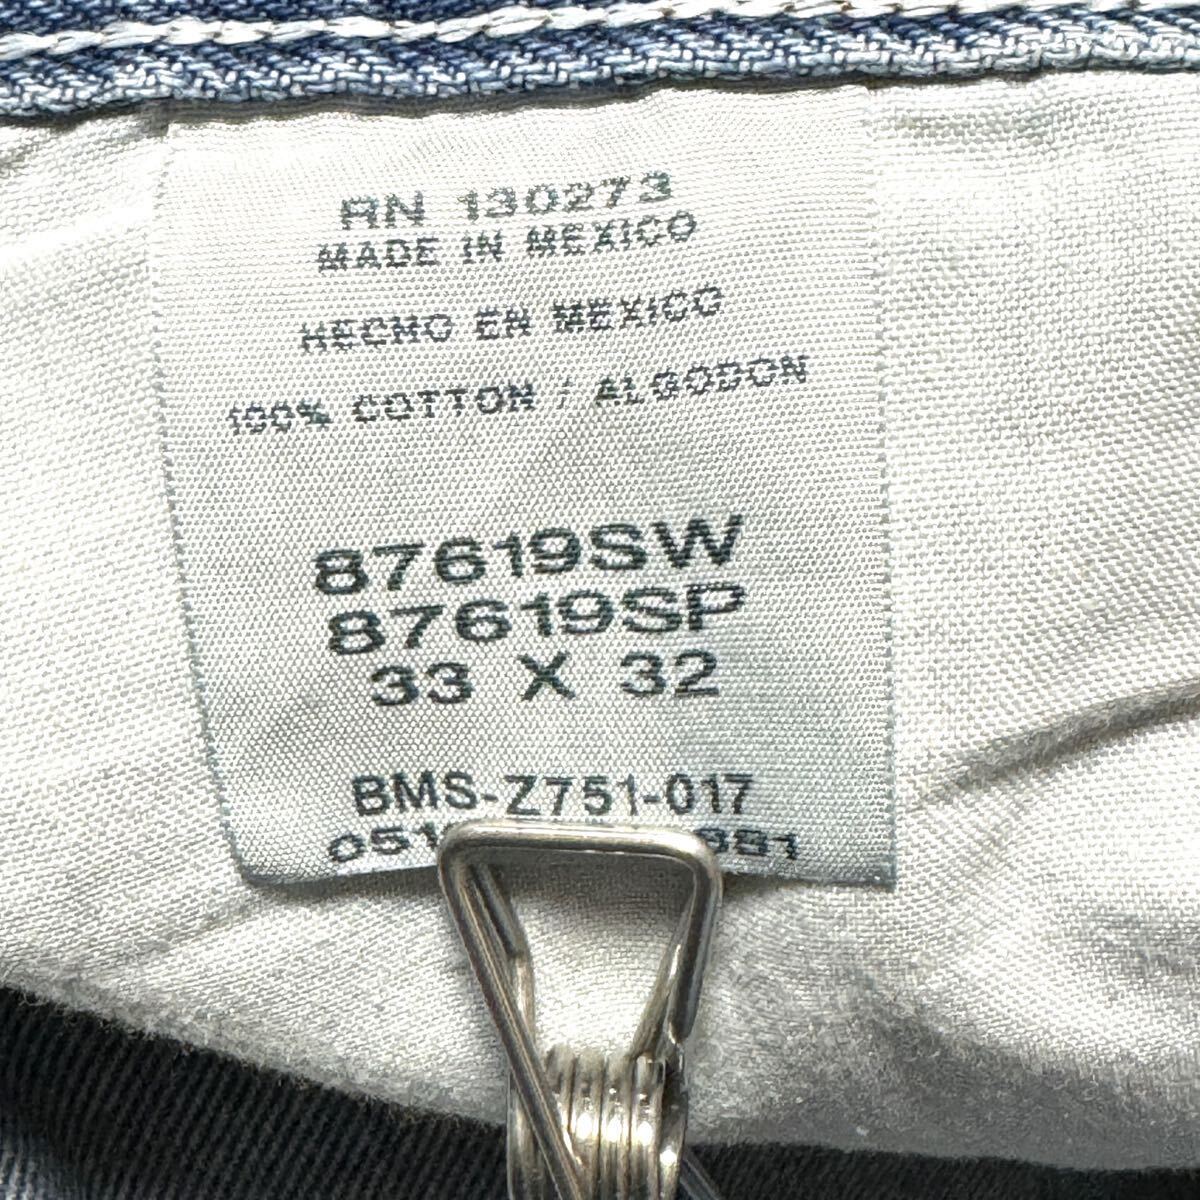 RN 130273
MADE IN MEXICO
HECHO EN MEXICO
100% COTTON / ALGODON
87619SW
87619SP
33 X 32
BMS-Z751-017